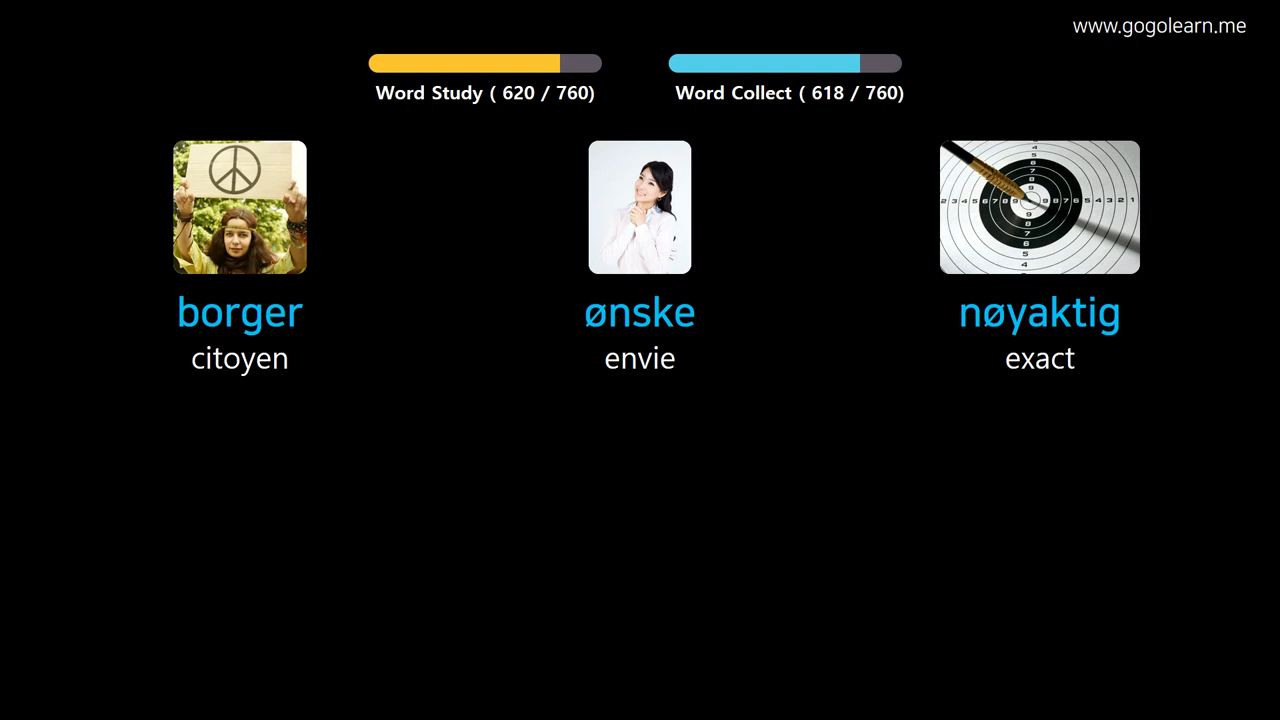 www.gogolearn.me
Word Study ( 620 / 760)
Word Collect ( 618 / 760)
borger
citoyen
ønske
envie
nøyaktig
exact